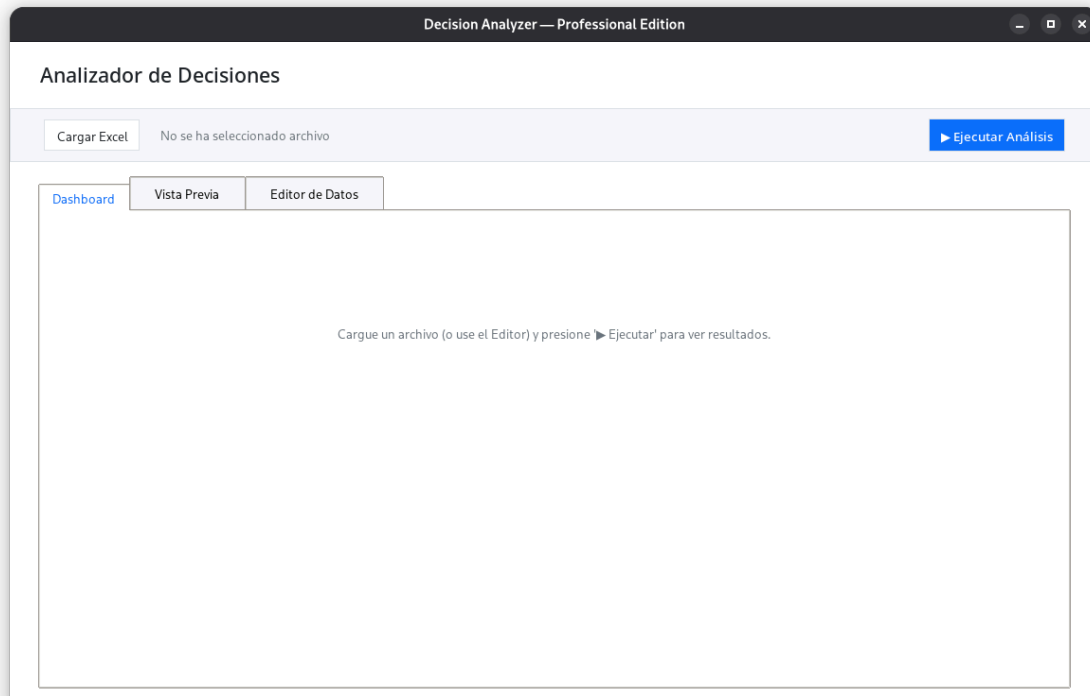 Decision Analyzer — Professional Edition
Analizador de Decisiones
Cargar Excel
No se ha seleccionado archivo
▶ Ejecutar Análisis
Dashboard
Vista Previa
Editor de Datos
Cargue un archivo (o use el Editor) y presione '▶ Ejecutar' para ver resultados.